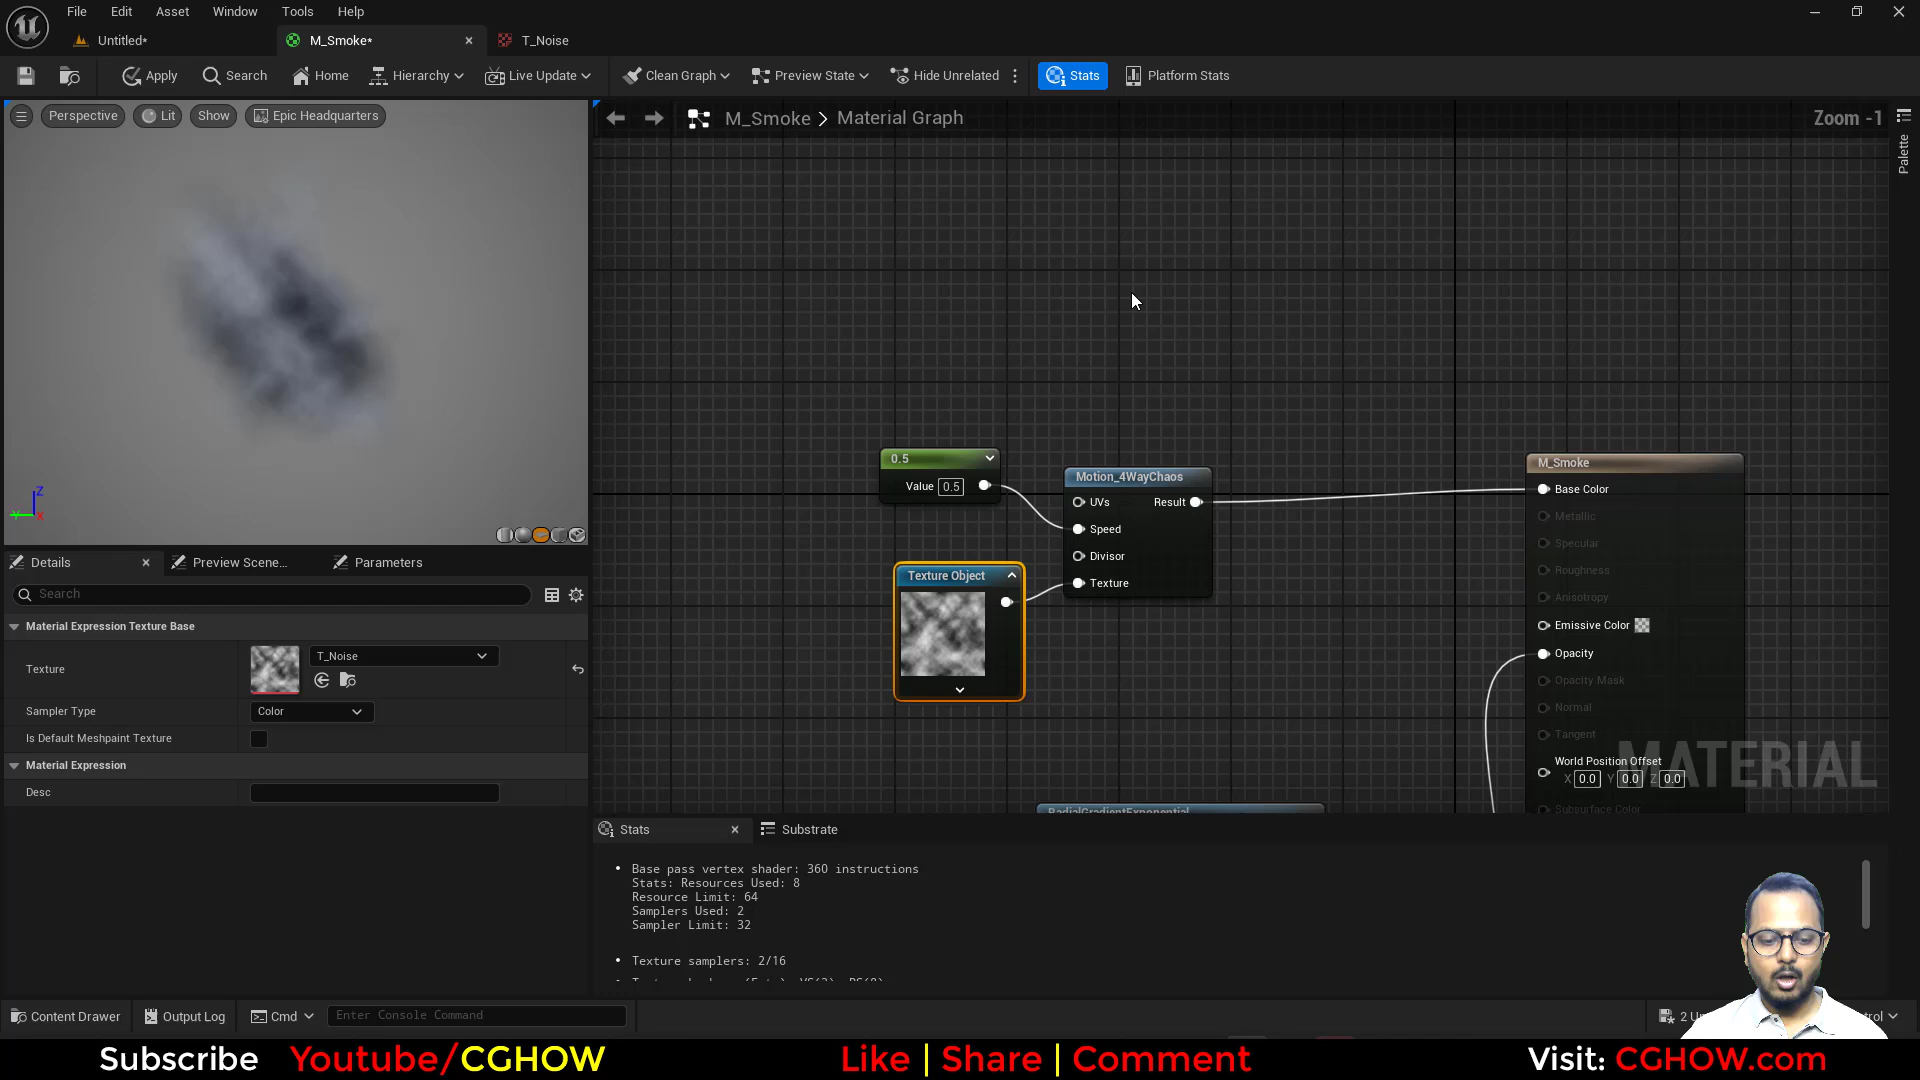 File Edit Asset Window Tools Help
Untitled* M_Smoke* T_Noise
Apply Search Home Hierarchy Live Update Clean Graph Preview State Hide Unrelated Stats Platform Stats
Perspective Lit Show Epic Headquarters
M_Smoke > Material Graph
Zoom -1
Palette
0.5
Value 0.5
Motion_4WayChaos
UVs Result
Speed
Divisor
Texture
Texture Object
M_Smoke
Base Color
Metallic
Specular
Roughness
Anisotropy
Emissive Color
Opacity
Opacity Mask
Normal
Tangent
World Position Offset
X 0.0 Y 0.0 Z 0.0
Subsurface Color
MATERIAL
RadialGradientExponential
Z
Y X
Details Preview Scene... Parameters
Search
Material Expression Texture Base
Texture T_Noise
Sampler Type Color
Is Default Meshpaint Texture
Material Expression
Desc
Stats Substrate
Base pass vertex shader: 360 instructions
Stats: Resources Used: 8
Resource Limit: 64
Samplers Used: 2
Sampler Limit: 32
Texture samplers: 2/16
Content Drawer Output Log Cmd Enter Console Command
Subscribe Youtube/CGHOW Like | Share | Comment Visit: CGHOW.com